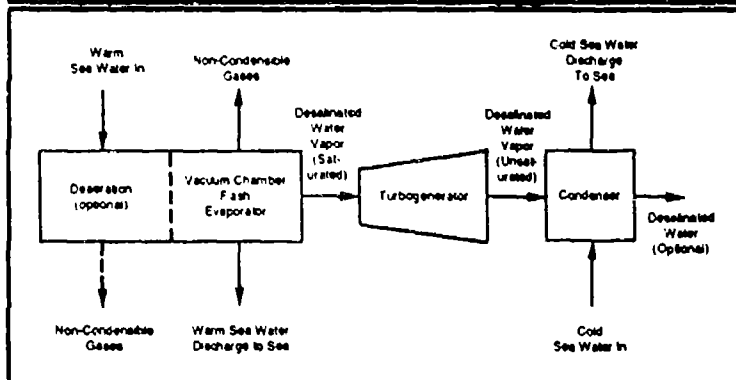 Warm
Sea Water In
Non-Condensible
Gases
Cold Sea Water
Discharge
To Sea
Desalinated
Water
Vapor
(Sat-
urated)
Desalinated
Water
Vapor
(Unsat-
urated)
Deaeration
(optional)
Vacuum Chamber
Flash
Evaporator
Turbogenerator
Condenser
Desalinated
Water
(Optional)
Non-Condensible
Gases
Warm Sea Water
Discharge to Sea
Cold
Sea Water In